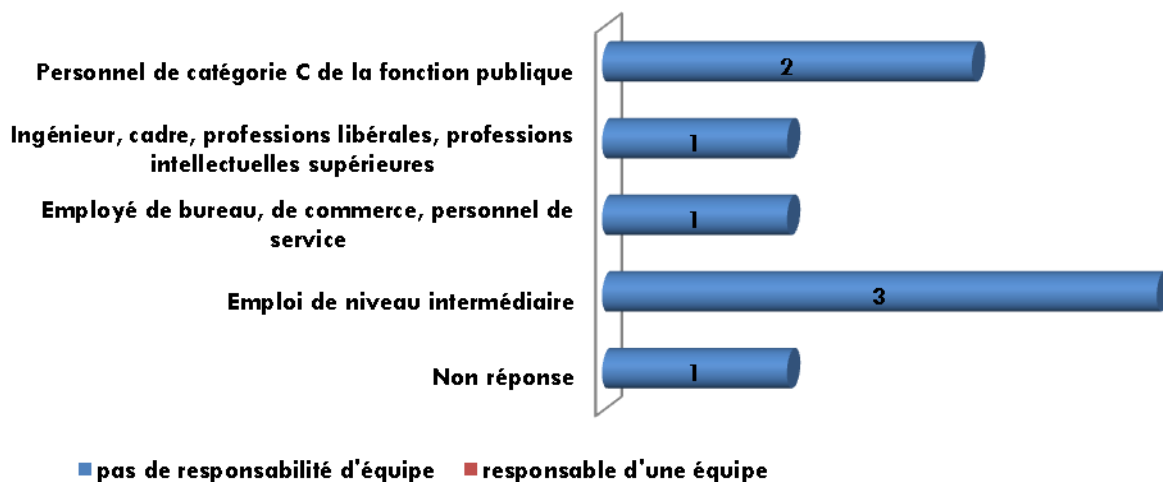 Personnel de catégorie C de la fonction publique
2
Ingénieur, cadre, professions libérales, professions
intellectuelles supérieures
1
Employé de bureau, de commerce, personnel de
service
1
Emploi de niveau intermédiaire
3
Non réponse
1
pas de responsabilité d'équipe
responsable d'une équipe